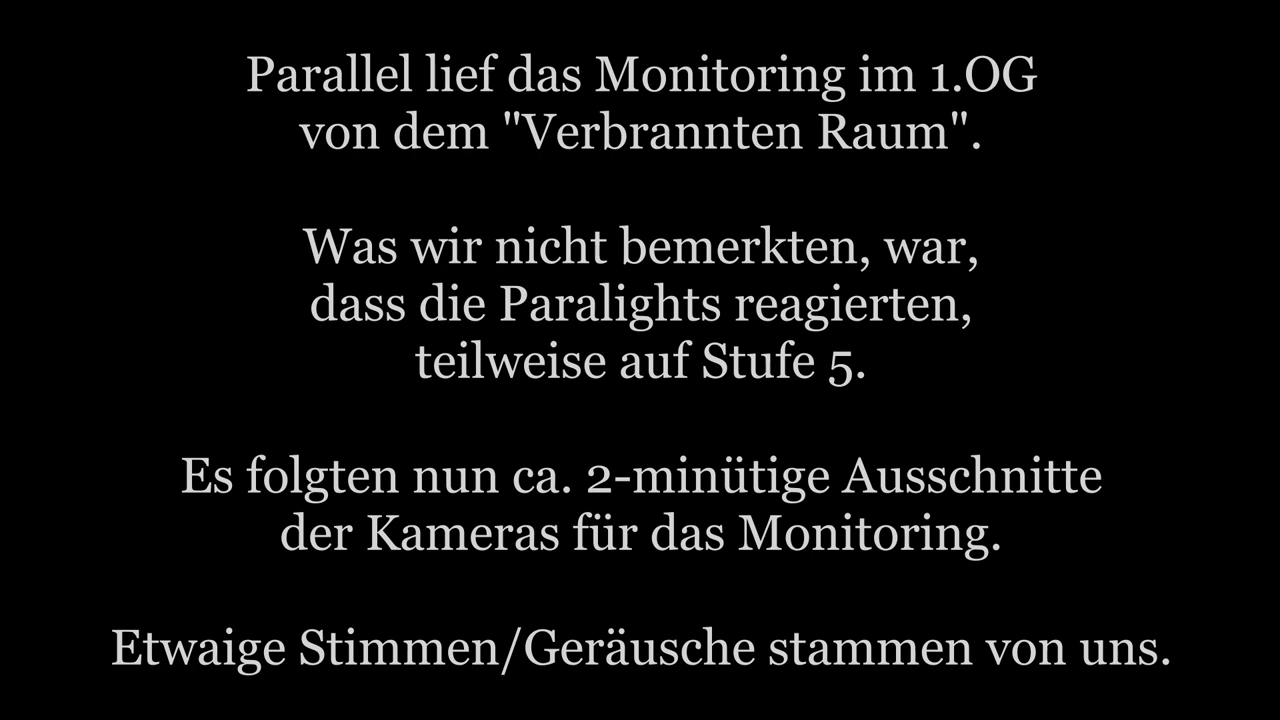 Parallel lief das Monitoring im 1.OG
von dem "Verbrannten Raum".
Was wir nicht bemerkten, war,
dass die Paralights reagierten,
teilweise auf Stufe 5.
Es folgten nun ca. 2-minütige Ausschnitte
der Kameras für das Monitoring.
Etwaige Stimmen/Geräusche stammen von uns.